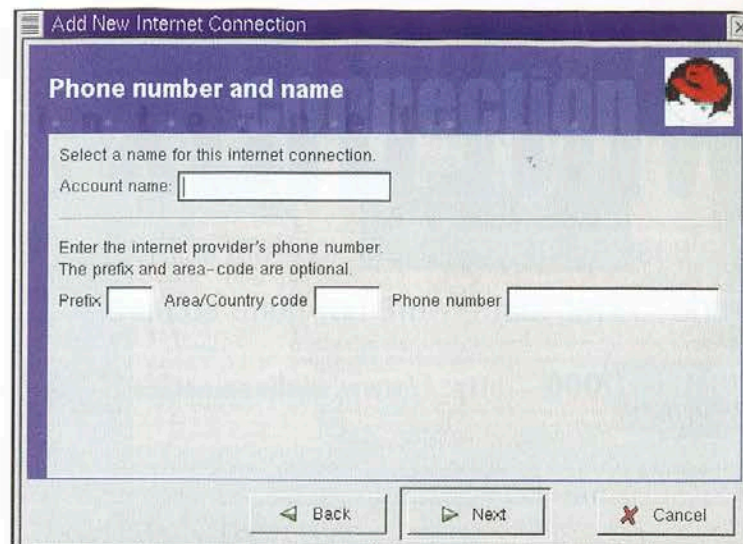 Add New Internet Connection
Phone number and name
Select a name for this internet connection.
Account name:
Enter the internet provider's phone number.
The prefix and area-code are optional.
Prefix
Area/Country code
Phone number
Back
Next
Cancel